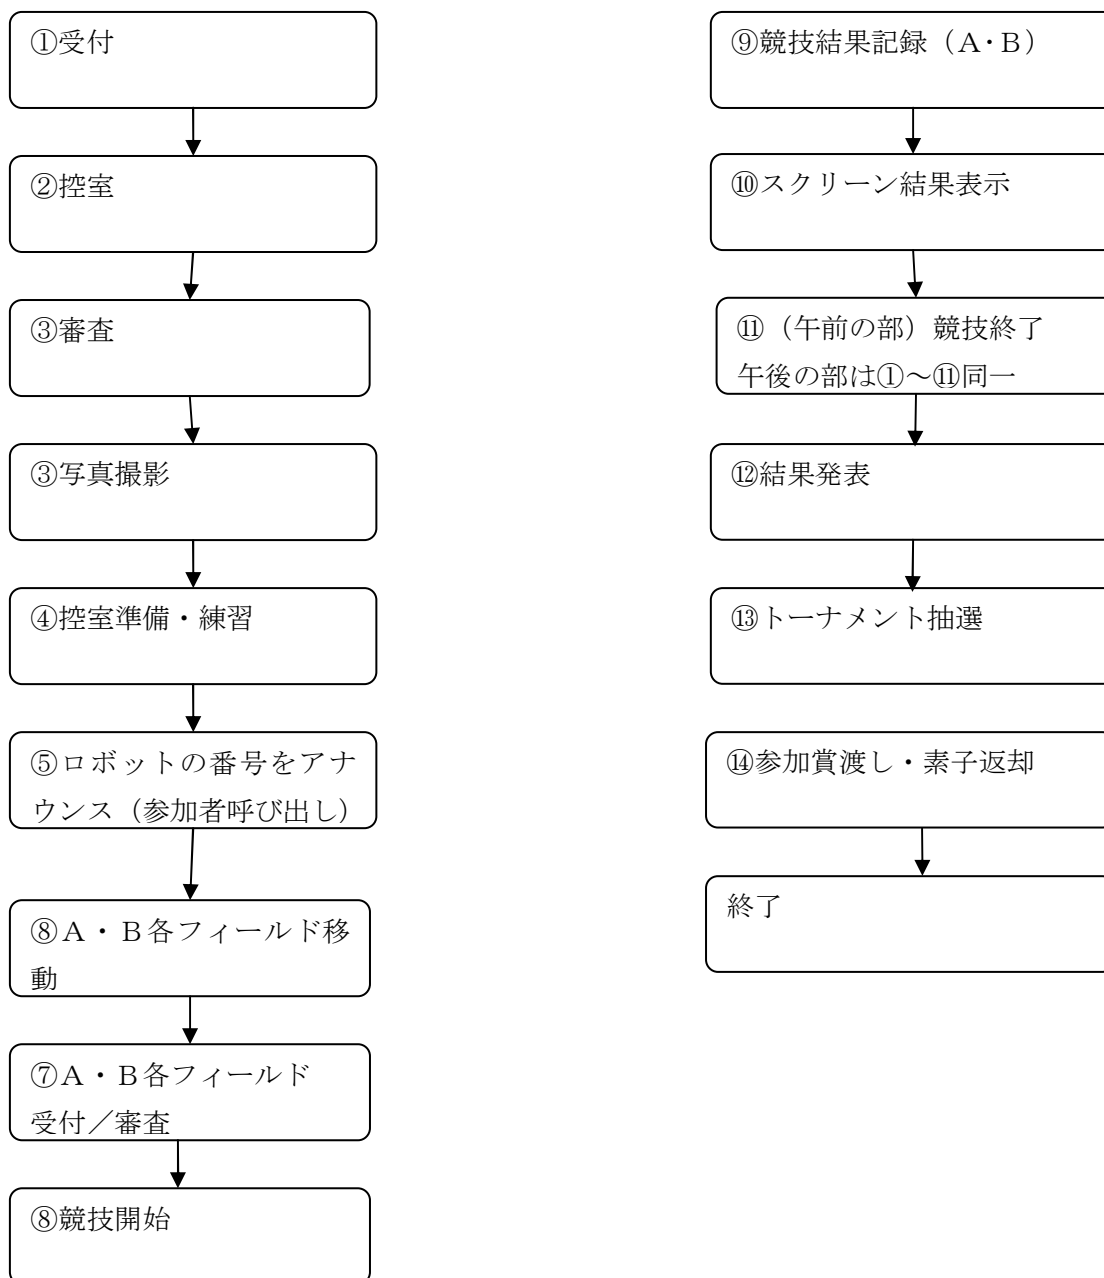 ①受付
②控室
③審査
③写真撮影
④控室準備・練習
⑤ロボットの番号をアナ
ウンス（参加者呼び出し）
⑧Ａ・Ｂ各フィールド移
動
⑦Ａ・Ｂ各フィールド
受付／審査
⑧競技開始
⑨競技結果記録（Ａ・Ｂ）
⑩スクリーン結果表示
⑪（午前の部）競技終了
午後の部は①～⑪同一
⑫結果発表
⑬トーナメント抽選
⑭参加賞渡し・素子返却
終了